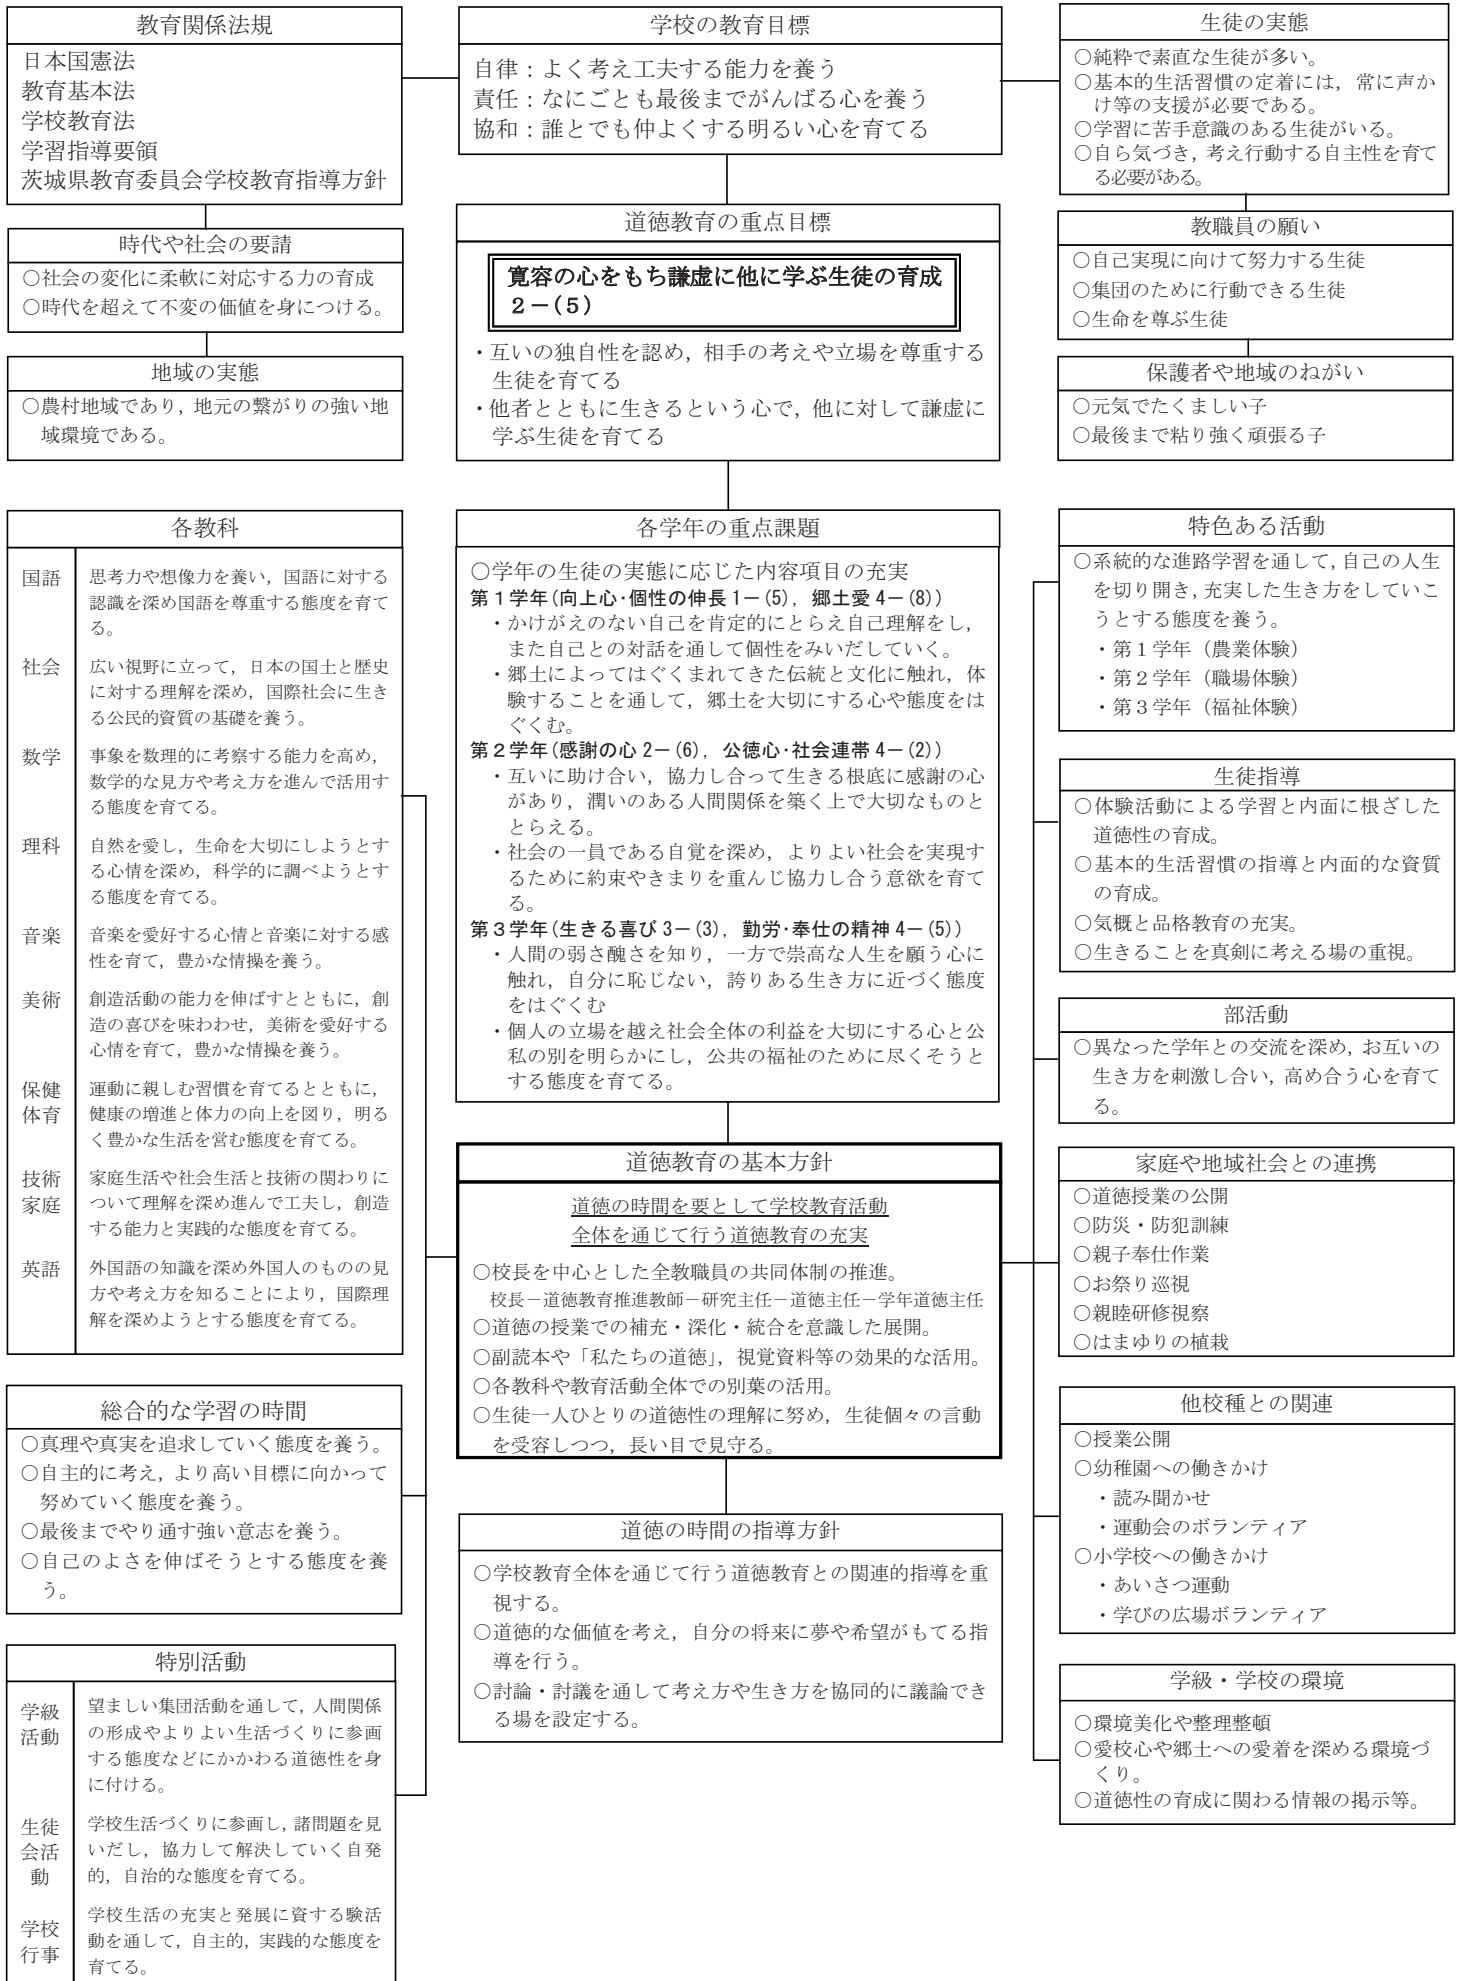 教育関係法規
日本国憲法
教育基本法
学校教育法
学習指導要領
茨城県教育委員会学校教育指導方針
学校の教育目標
自律：よく考え工夫する能力を養う
責任：なにごとも最後までがんばる心を養う
協和：誰とでも仲よくする明るい心を育てる
生徒の実態
○純粋で素直な生徒が多い。
○基本的生活習慣の定着には，常に声か
け等の支援が必要である。
○学習に苦手意識のある生徒がいる。
○自ら気づき，考え行動する自主性を育て
る必要がある。
時代や社会の要請
○社会の変化に柔軟に対応する力の育成
○時代を超えて不変の価値を身につける。
地域の実態
○農村地域であり，地元の繋がりの強い地
域環境である。
道徳教育の重点目標
寛容の心をもち謙虚に他に学ぶ生徒の育成
２－(５)
・互いの独自性を認め，相手の考えや立場を尊重する
生徒を育てる
・他者とともに生きるという心で，他に対して謙虚に
学ぶ生徒を育てる
教職員の願い
○自己実現に向けて努力する生徒
○集団のために行動できる生徒
○生命を尊ぶ生徒
保護者や地域のねがい
○元気でたくましい子
○最後まで粘り強く頑張る子
各教科
国語
思考力や想像力を養い，国語に対する
認識を深め国語を尊重する態度を育て
る。
社会
広い視野に立って，日本の国土と歴史
に対する理解を深め，国際社会に生き
る公民的資質の基礎を養う。
数学
事象を数理的に考察する能力を高め，
数学的な見方や考え方を進んで活用す
る態度を育てる。
理科
自然を愛し，生命を大切にしようとす
る心情を深め，科学的に調べようとす
る態度を育てる。
音楽
音楽を愛好する心情と音楽に対する感
性を育て，豊かな情操を養う。
美術
創造活動の能力を伸ばすとともに，創
造の喜びを味わわせ，美術を愛好する
心情を育て，豊かな情操を養う。
保健
体育
運動に親しむ習慣を育てるとともに，
健康の増進と体力の向上を図り，明る
く豊かな生活を営む態度を育てる。
技術
家庭
家庭生活や社会生活と技術の関わりに
ついて理解を深め進んで工夫し，創造
する能力と実践的な態度を育てる。
英語
外国語の知識を深め外国人のものの見
方や考え方を知ることにより，国際理
解を深めようとする態度を育てる。
総合的な学習の時間
○真理や真実を追求していく態度を養う。
○自主的に考え，より高い目標に向かって
努めていく態度を養う。
○最後までやり通す強い意志を養う。
○自己のよさを伸ばそうとする態度を養
う。
特別活動
学級
活動
望ましい集団活動を通して，人間関係
の形成やよりよい生活づくりに参画
する態度などにかかわる道徳性を身
に付ける。
生徒
会活
動
学校生活づくりに参画し，諸問題を見
いだし，協力して解決していく自発
的，自治的な態度を育てる。
学校
行事
学校生活の充実と発展に資する験活
動を通して，自主的，実践的な態度を
育てる。
各学年の重点課題
○学年の生徒の実態に応じた内容項目の充実
第１学年(向上心･個性の伸長 1－(5)，郷土愛 4－(8))
・かけがえのない自己を肯定的にとらえ自己理解をし，
また自己との対話を通して個性をみいだしていく。
・郷土によってはぐくまれてきた伝統と文化に触れ，体
験することを通して，郷土を大切にする心や態度をは
ぐくむ。
第２学年(感謝の心 2－(6)，公徳心･社会連帯 4－(2))
・互いに助け合い，協力し合って生きる根底に感謝の心
があり，潤いのある人間関係を築く上で大切なものと
とらえる。
・社会の一員である自覚を深め，よりよい社会を実現す
るために約束やきまりを重んじ協力し合う意欲を育て
る。
第３学年(生きる喜び 3－(3)，勤労･奉仕の精神 4－(5))
・人間の弱さ醜さを知り，一方で崇高な人生を願う心に
触れ，自分に恥じない，誇りある生き方に近づく態度
をはぐくむ
・個人の立場を越え社会全体の利益を大切にする心と公
私の別を明らかにし，公共の福祉のために尽くそうと
する態度を育てる。
道徳教育の基本方針
道徳の時間を要として学校教育活動
全体を通じて行う道徳教育の充実
○校長を中心とした全教職員の共同体制の推進。
校長－道徳教育推進教師－研究主任－道徳主任－学年道徳主任
○道徳の授業での補充・深化・統合を意識した展開。
○副読本や「私たちの道徳」，視覚資料等の効果的な活用。
○各教科や教育活動全体での別葉の活用。
○生徒一人ひとりの道徳性の理解に努め，生徒個々の言動
を受容しつつ，長い目で見守る。
道徳の時間の指導方針
○学校教育全体を通じて行う道徳教育との関連的指導を重
視する。
○道徳的な価値を考え，自分の将来に夢や希望がもてる指
導を行う。
○討論・討議を通して考え方や生き方を協同的に議論でき
る場を設定する。
特色ある活動
○系統的な進路学習を通して，自己の人生
を切り開き，充実した生き方をしていこ
うとする態度を養う。
・第１学年（農業体験）
・第２学年（職場体験）
・第３学年（福祉体験）
生徒指導
○体験活動による学習と内面に根ざした
道徳性の育成。
○基本的生活習慣の指導と内面的な資質
の育成。
○気概と品格教育の充実。
○生きることを真剣に考える場の重視。
部活動
○異なった学年との交流を深め，お互いの
生き方を刺激し合い，高め合う心を育て
る。
家庭や地域社会との連携
○道徳授業の公開
○防災・防犯訓練
○親子奉仕作業
○お祭り巡視
○親睦研修視察
○はまゆりの植栽
他校種との関連
○授業公開
○幼稚園への働きかけ
・読み聞かせ
・運動会のボランティア
○小学校への働きかけ
・あいさつ運動
・学びの広場ボランティア
学級・学校の環境
○環境美化や整理整頓
○愛校心や郷土への愛着を深める環境づ
くり。
○道徳性の育成に関わる情報の掲示等。